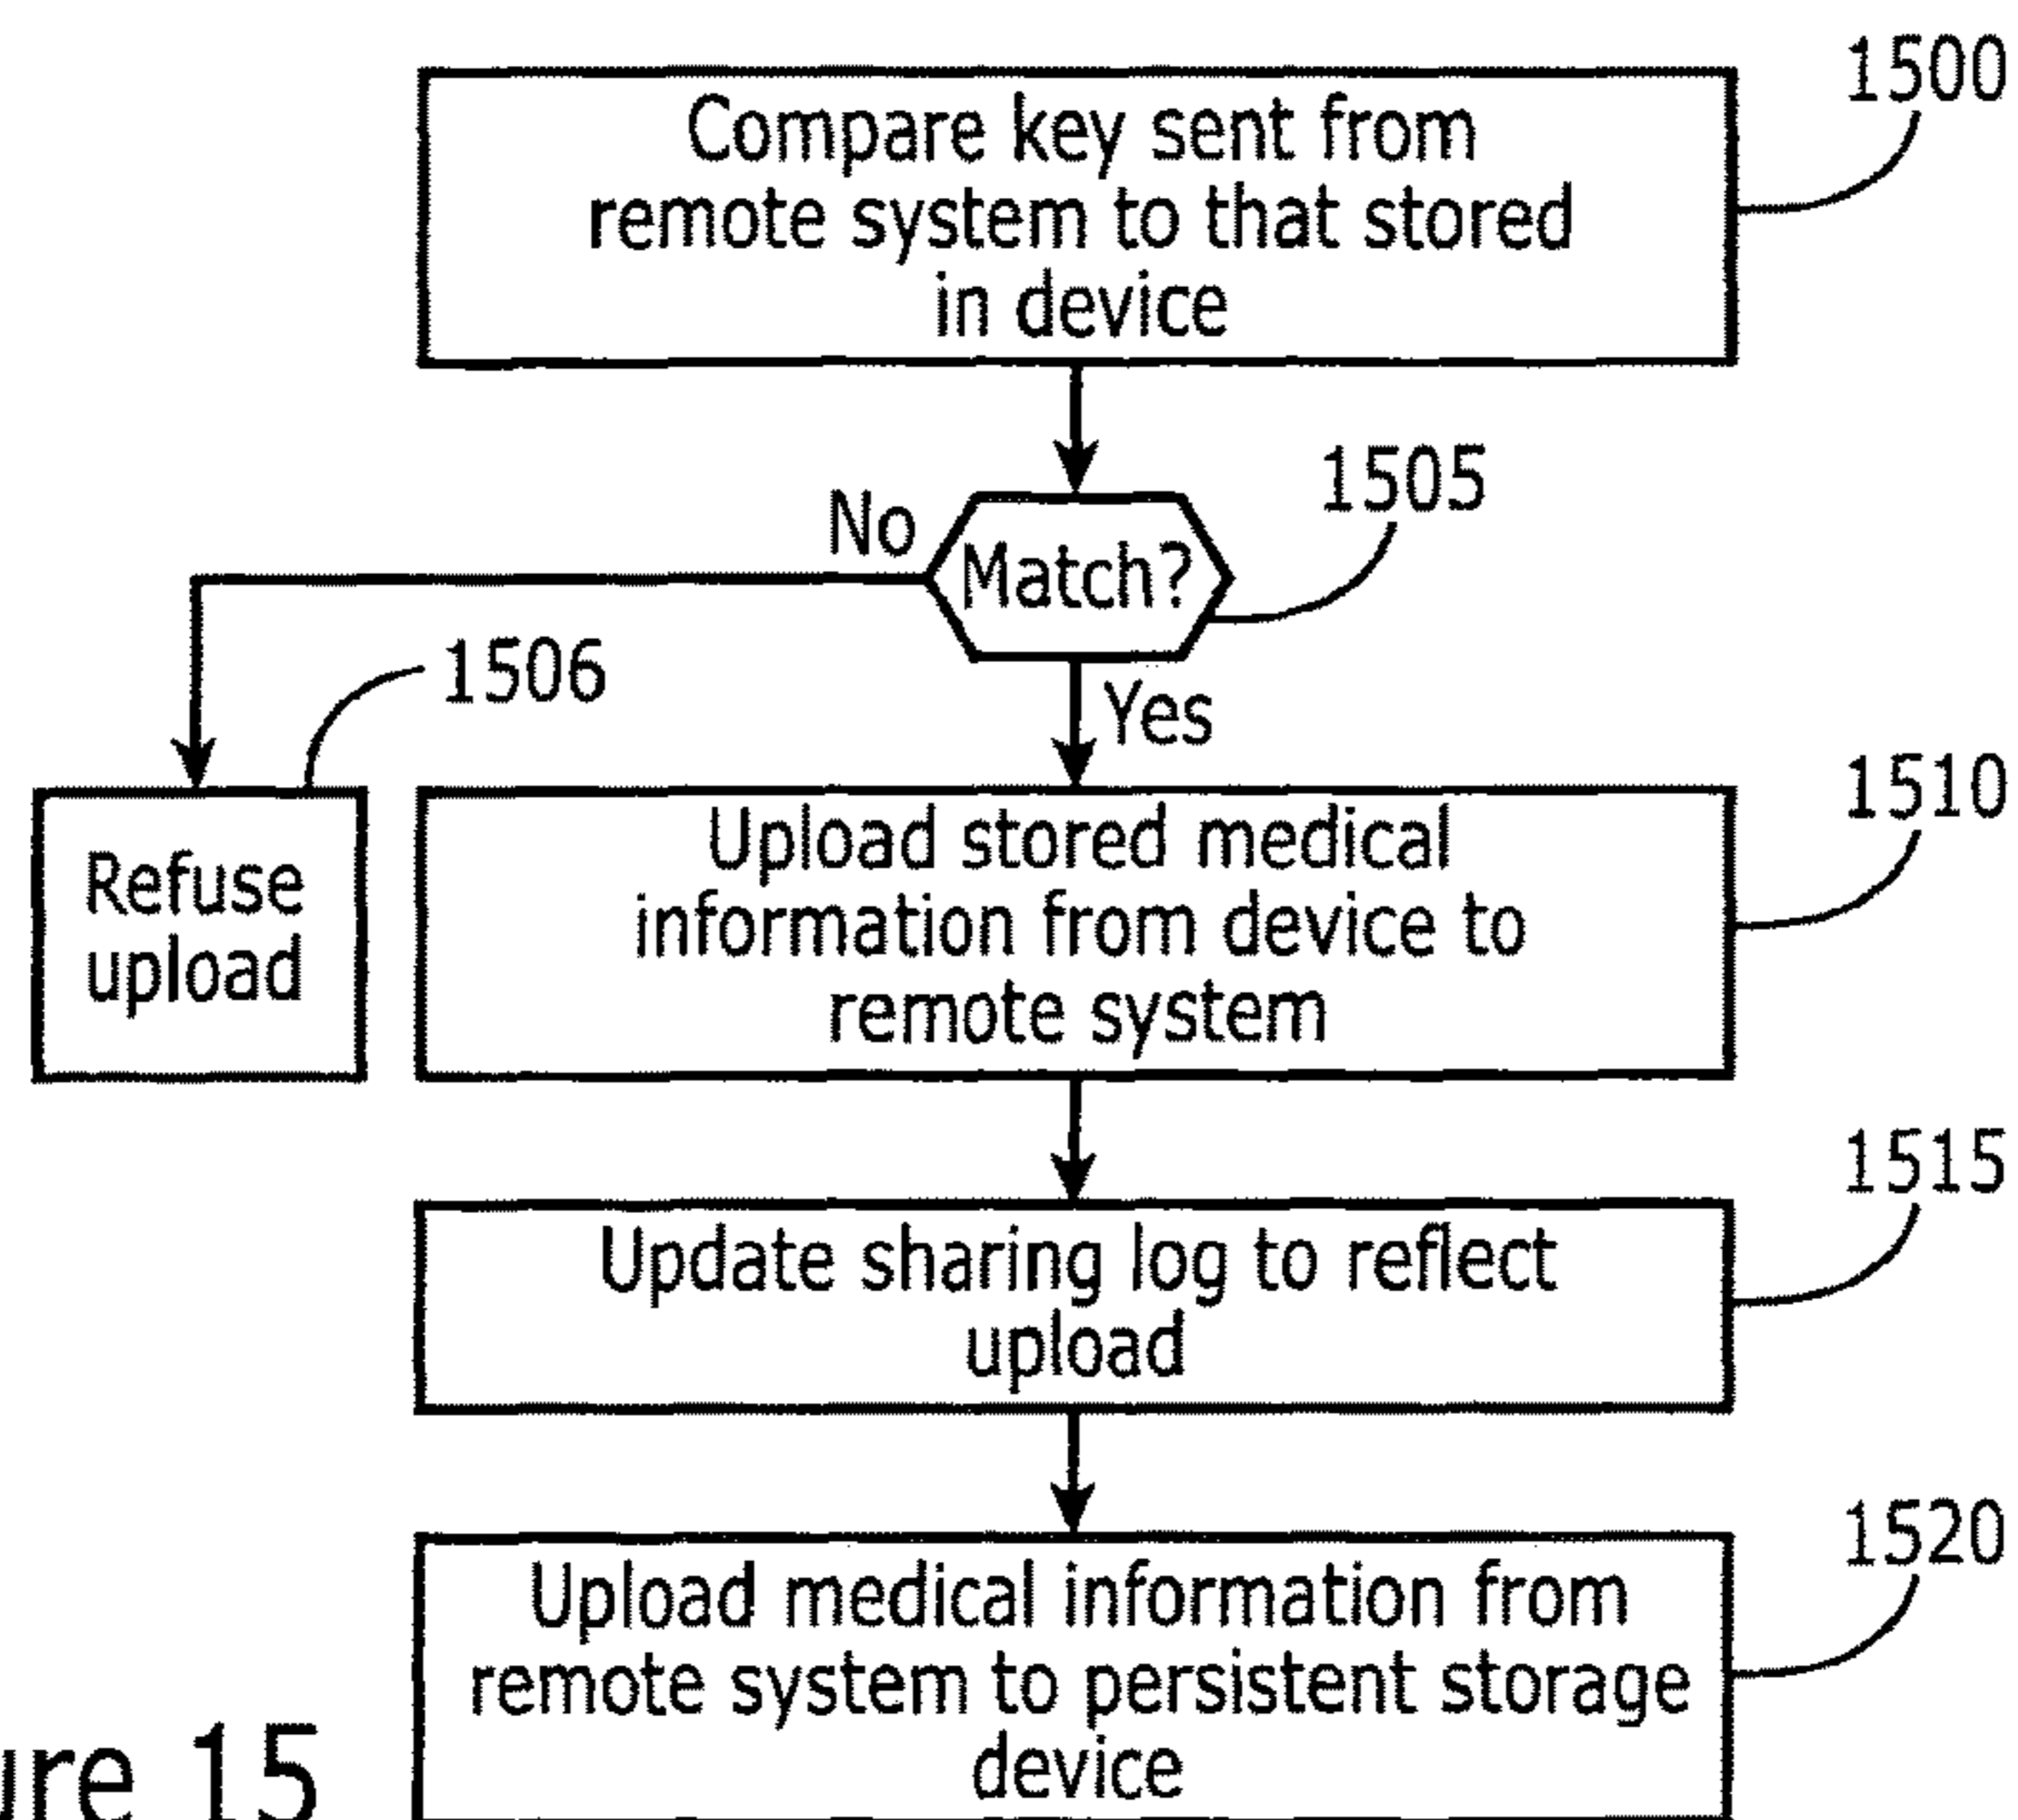 1500
Compare key sent from
remote system to that stored
in device
1505
No
Match?
1506
Yes
1510
Refuse
upload
Upload stored medical
information from device to
remote system
1515
Update sharing log to reflect
upload
1520
Upload medical information from
remote system to persistent storage
device
15